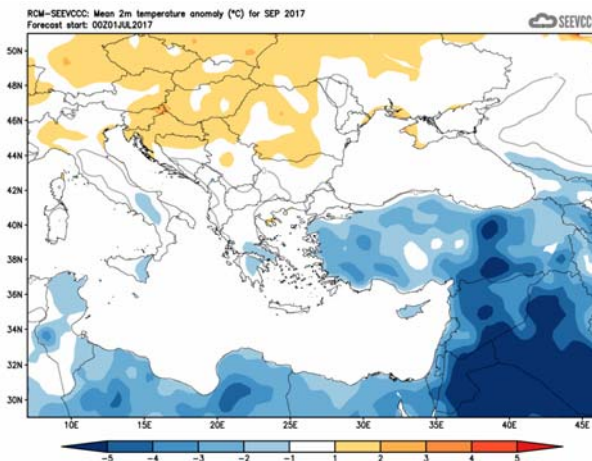 RCM-SEEVCCC: Mean 2m temperature anomaly (°C) for SEP 2017
Forecast start: 00Z01JUL2017
SEEVCCC
50N
48N
46N
44N
42N
40N
38N
36N
34N
32N
30N
10E 15E 20E 25E 30E 35E 40E 45E
-5 -4 -3 -2 -1 1 2 3 4 5